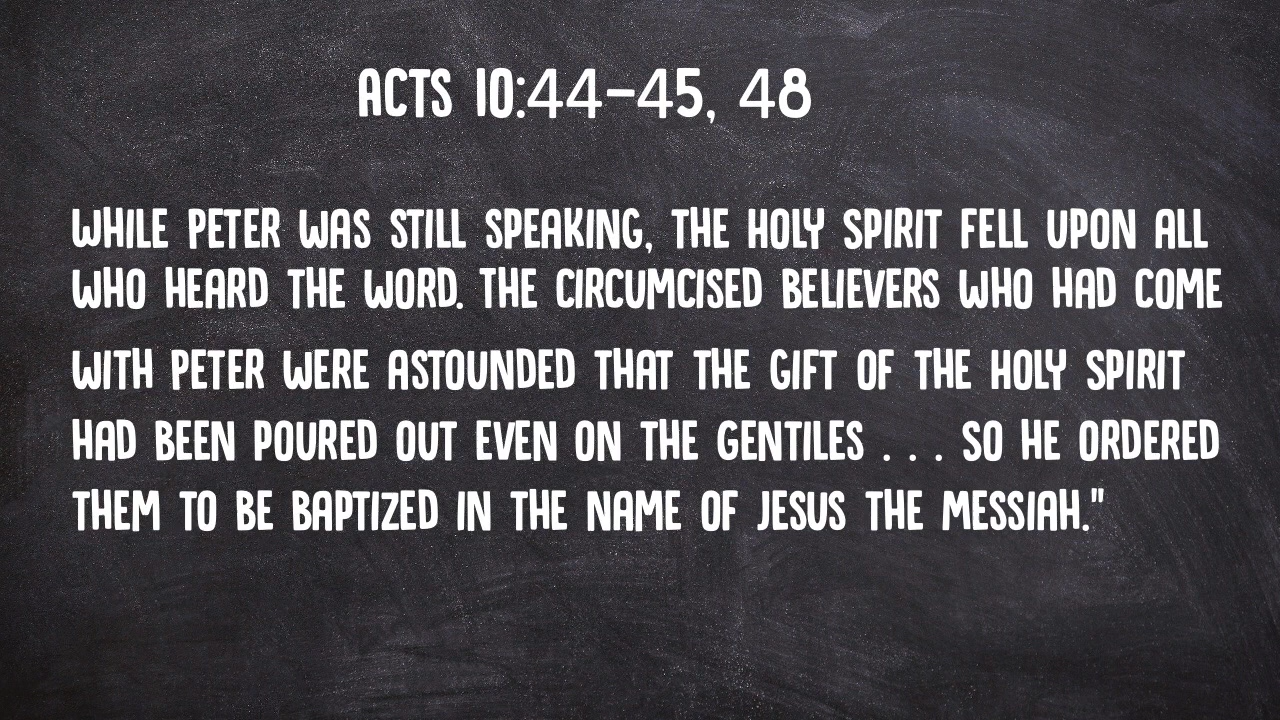 ACTS 10:44–45, 48
WHILE PETER WAS STILL SPEAKING, THE HOLY SPIRIT FELL UPON ALL
WHO HEARD THE WORD. THE CIRCUMCISED BELIEVERS WHO HAD COME
WITH PETER WERE ASTOUNDED THAT THE GIFT OF THE HOLY SPIRIT
HAD BEEN POURED OUT EVEN ON THE GENTILES . . . SO HE ORDERED
THEM TO BE BAPTIZED IN THE NAME OF JESUS THE MESSIAH."